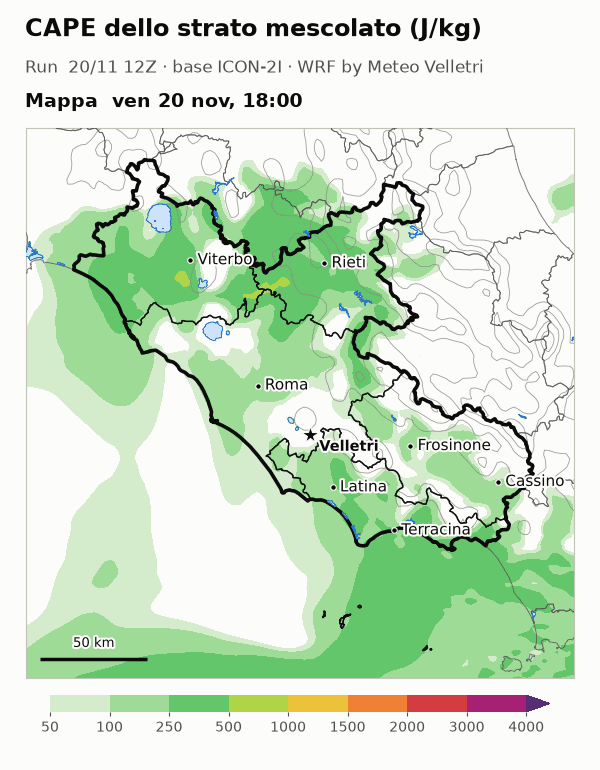 CAPE dello strato mescolato (J/kg)
Run  20/11 12Z · base ICON-2I · WRF by Meteo Velletri
Mappa  ven 20 nov, 18:00
Viterbo
Rieti
Roma
Velletri
Frosinone
Latina
Cassino
Terracina
50 km
50 100 250 500 1000 1500 2000 3000 4000